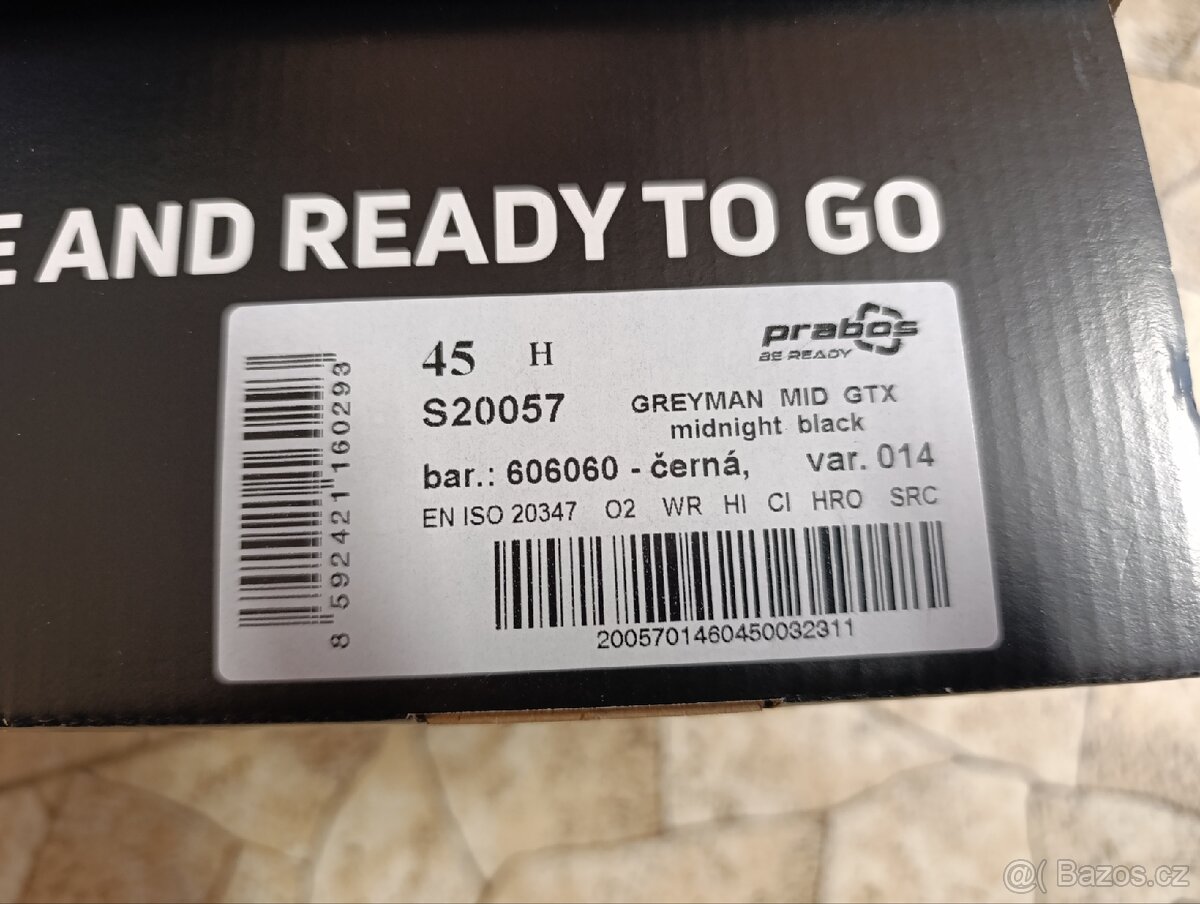 E AND READY TO GO
prabos
BE READY
45 H
S20057
GREYMAN MID GTX
midnight black
bar.: 606060 - černá, var. 014
EN ISO 20347 O2 WR HI CI HRO SRC
8 592421 160293
2005701460450032311
@( Bazos.cz